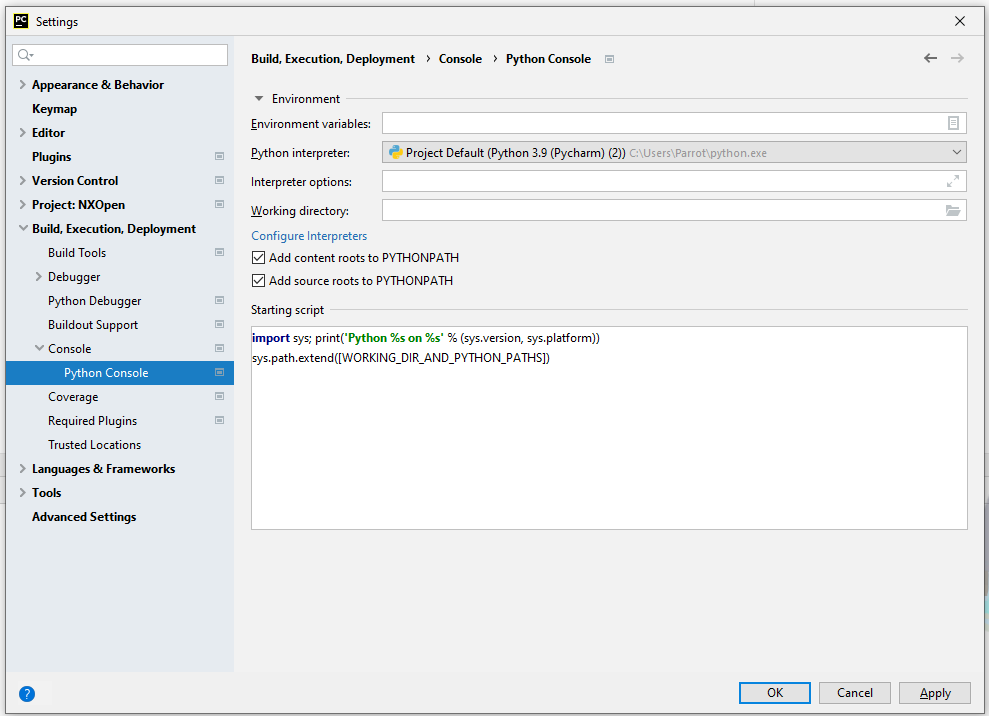 PC Settings
Build, Execution, Deployment › Console › Python Console
Appearance & Behavior
Keymap
Editor
Plugins
Version Control
Project: NXOpen
Build, Execution, Deployment
Build Tools
Debugger
Python Debugger
Buildout Support
Console
Python Console
Coverage
Required Plugins
Trusted Locations
Languages & Frameworks
Tools
Advanced Settings
Environment
Environment variables:
Python interpreter: Project Default (Python 3.9 (Pycharm) (2)) C:\Users\Parrot\python.exe
Interpreter options:
Working directory:
Configure Interpreters
Add content roots to PYTHONPATH
Add source roots to PYTHONPATH
Starting script
import sys; print('Python %s on %s' % (sys.version, sys.platform))
sys.path.extend([WORKING_DIR_AND_PYTHON_PATHS])
?
OK Cancel Apply